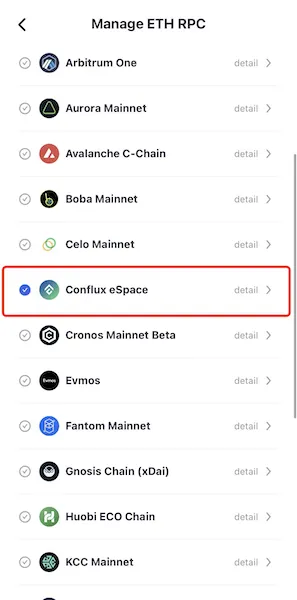 Manage ETH RPC
Arbitrum One detail
Aurora Mainnet detail
Avalanche C-Chain detail
Boba Mainnet detail
Celo Mainnet detail
Conflux eSpace detail
Cronos Mainnet Beta detail
Evmos Evmos detail
Fantom Mainnet detail
Gnosis Chain (xDai) detail
Huobi ECO Chain detail
KCC Mainnet detail